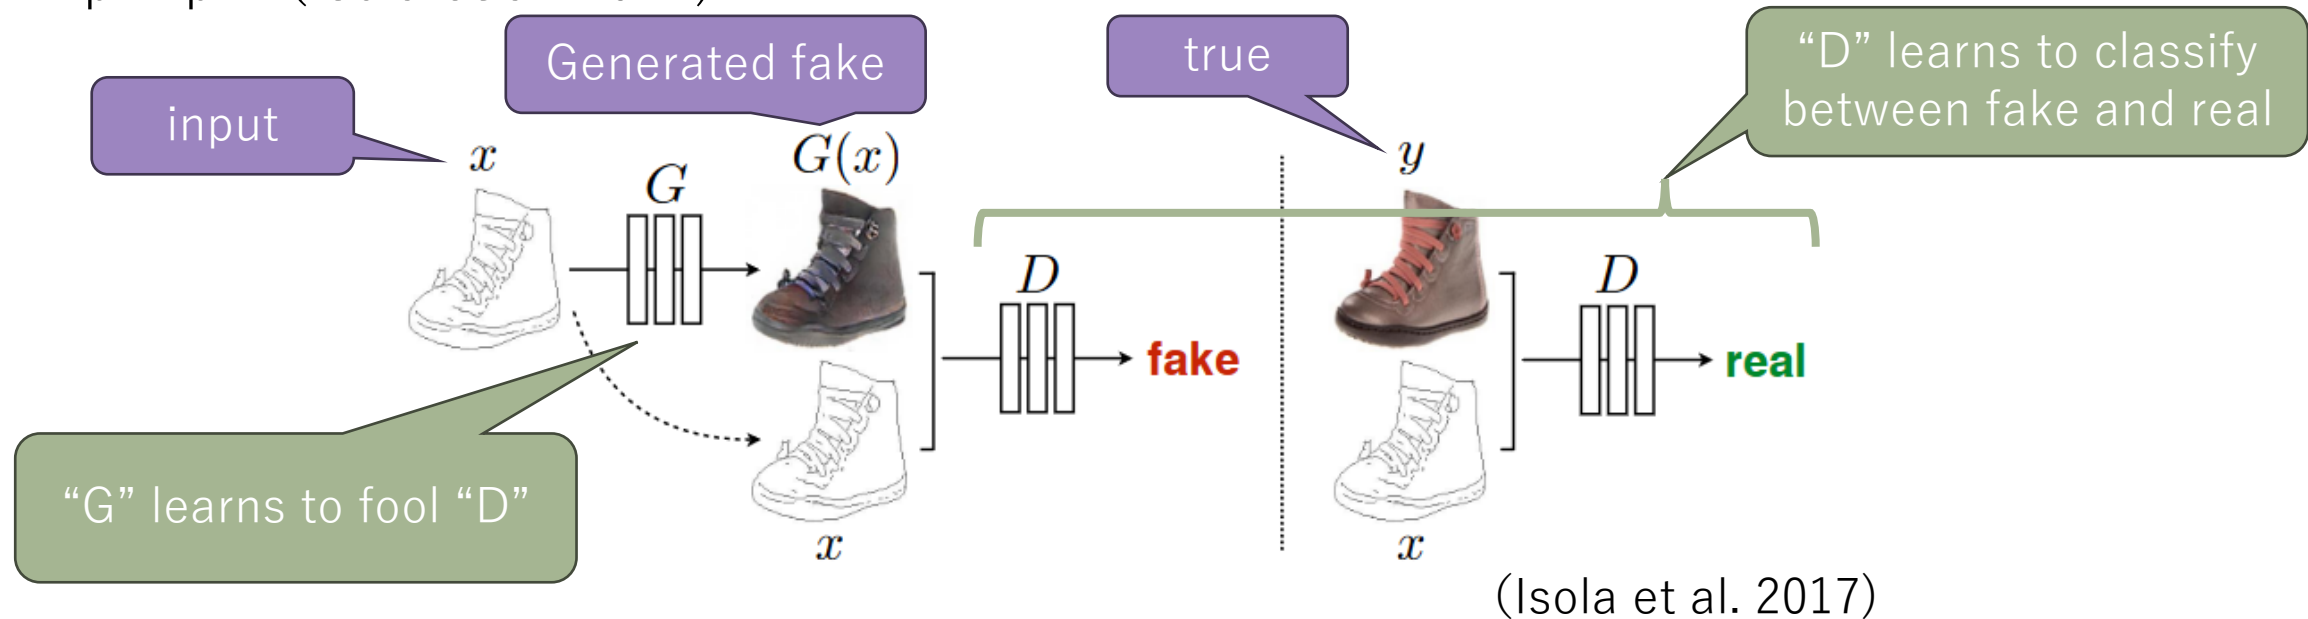 Generated fake
true
“D” learns to classify
between fake and real
input
x
G
G(x)
y
D
fake
D
real
“G” learns to fool “D”
x
x
(Isola et al. 2017)